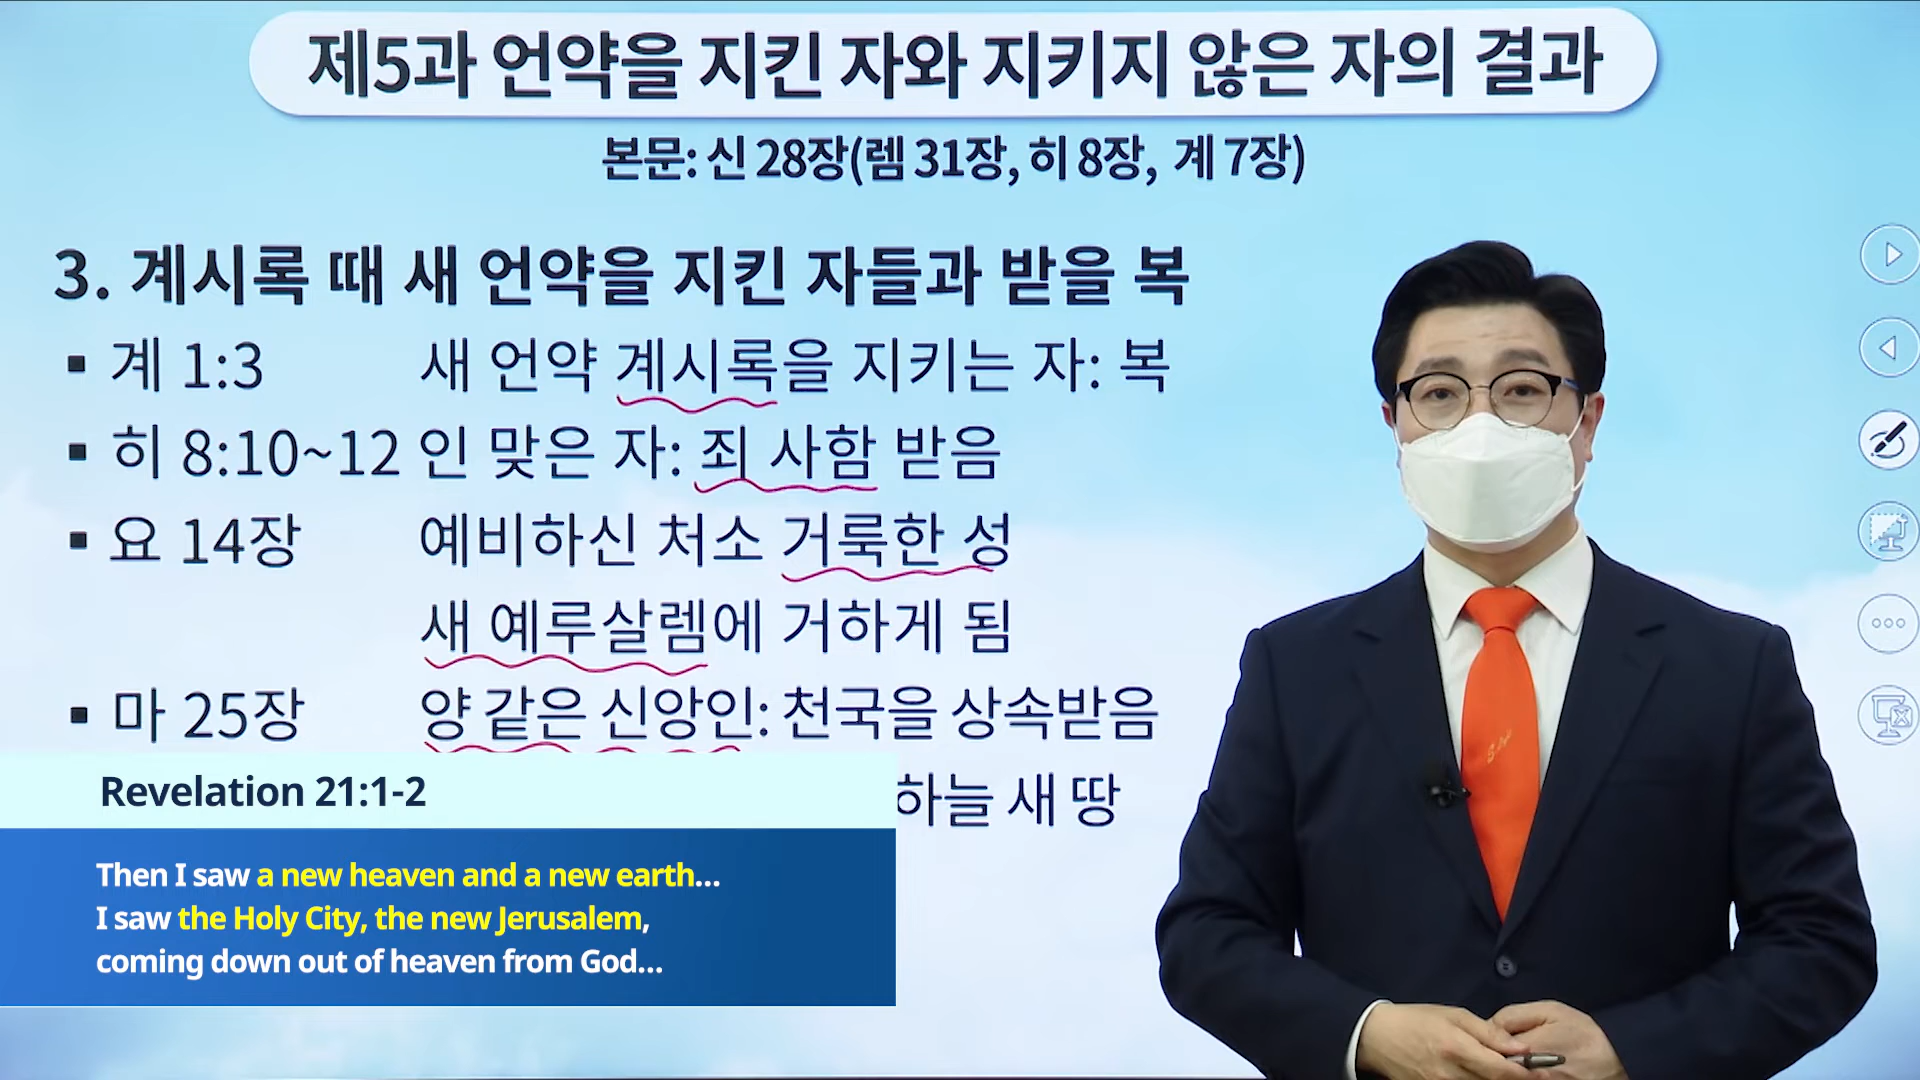 제5과 언약을 지킨 자와 지키지 않은 자의 결과
본문: 신 28장(렘 31장, 히 8장, 계 7장)
3. 계시록 때 새 언약을 지킨 자들과 받을 복
▪ 계 1:3 새 언약 계시록을 지키는 자: 복
▪ 히 8:10~12 인 맞은 자: 죄 사함 받음
▪ 요 14장 예비하신 처소 거룩한 성
새 예루살렘에 거하게 됨
▪ 마 25장 양 같은 신앙인: 천국을 상속받음
하늘 새 땅
Revelation 21:1-2
Then I saw a new heaven and a new earth...
I saw the Holy City, the new Jerusalem,
coming down out of heaven from God...